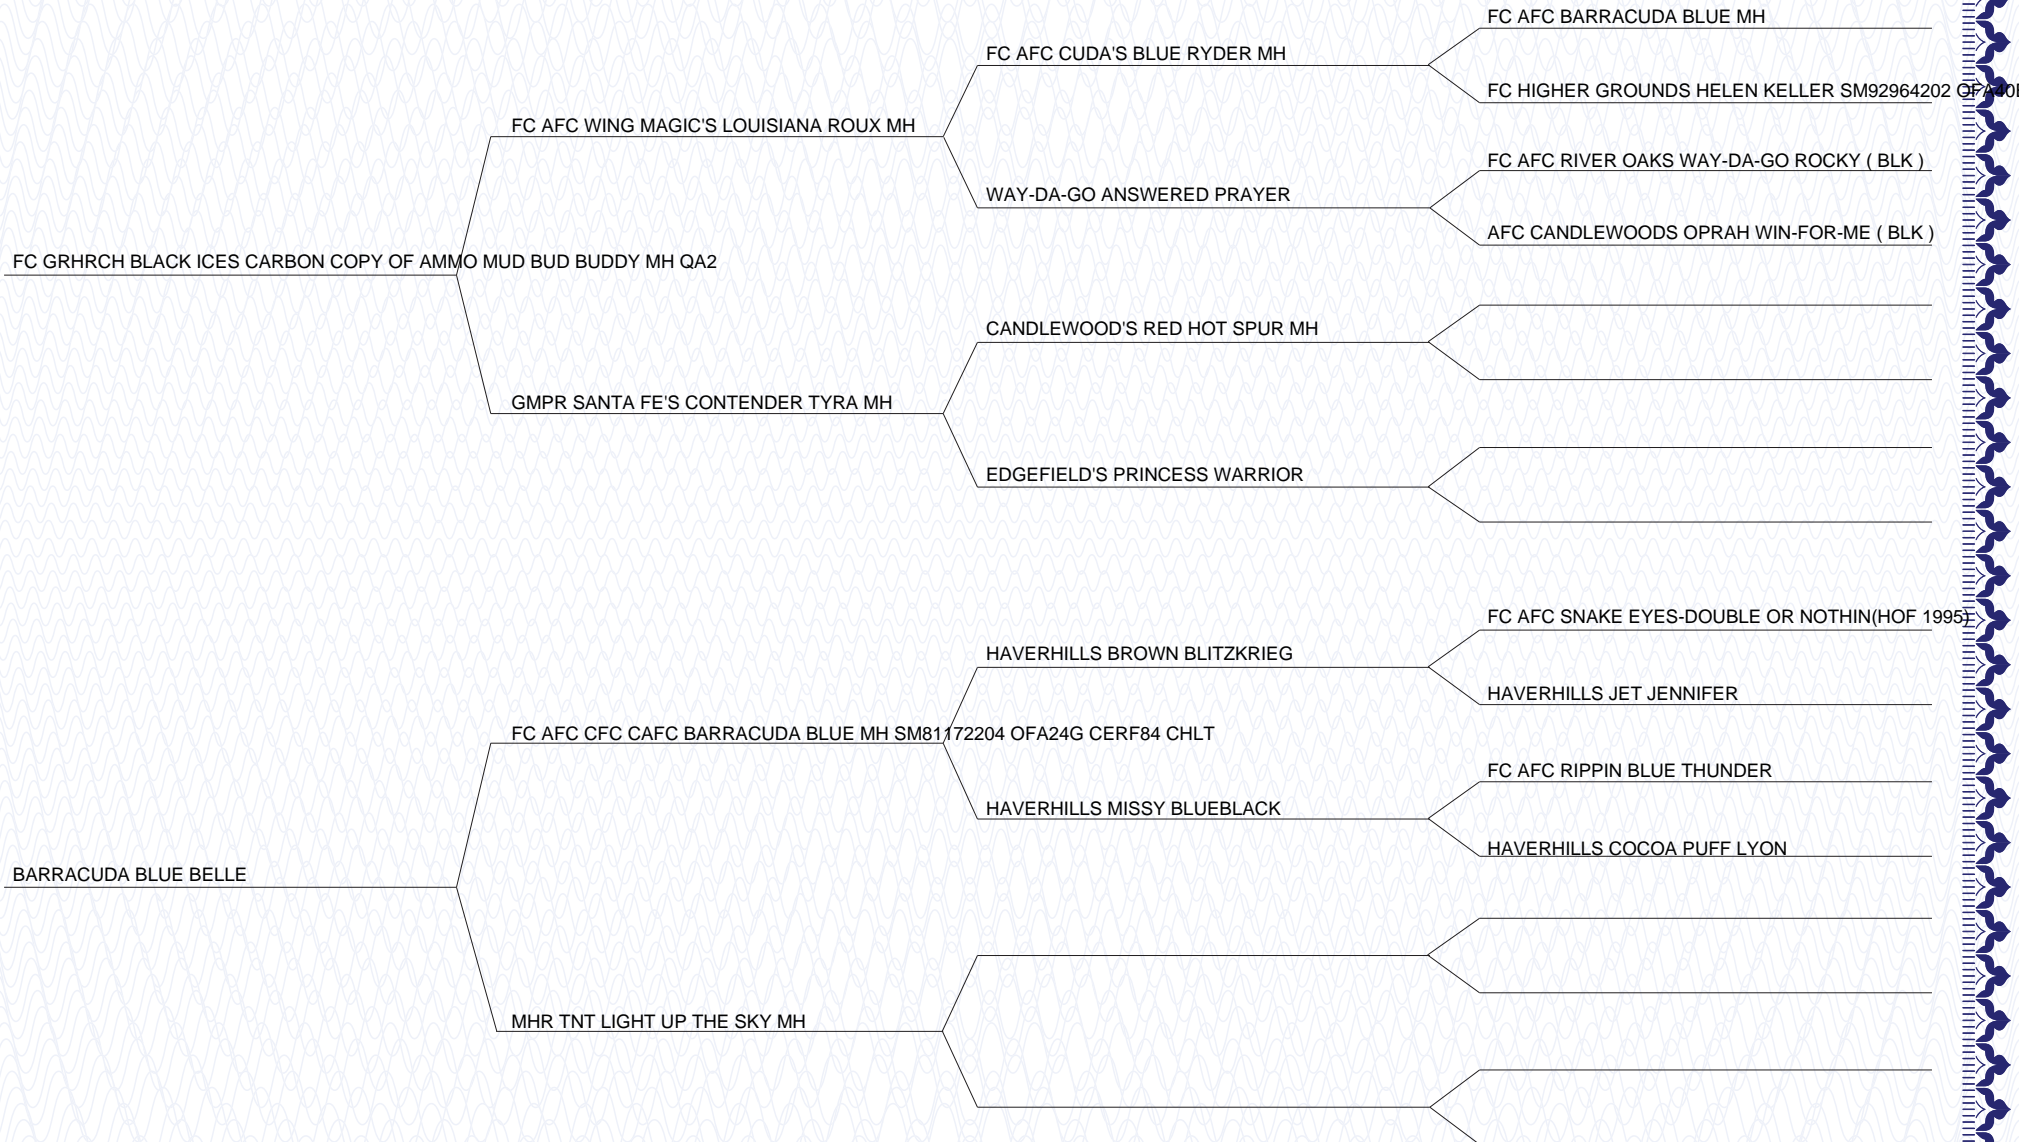 FC AFC BARRACUDA BLUE MH
FC AFC CUDA'S BLUE RYDER MH
FC HIGHER GROUNDS HELEN KELLER SM92964202 OFA40
FC AFC WING MAGIC'S LOUISIANA ROUX MH
FC AFC RIVER OAKS WAY-DA-GO ROCKY ( BLK )
WAY-DA-GO ANSWERED PRAYER
AFC CANDLEWOODS OPRAH WIN-FOR-ME ( BLK )
FC GRHRCH BLACK ICES CARBON COPY OF AMMO MUD BUD BUDDY MH QA2
CANDLEWOOD'S RED HOT SPUR MH
GMPR SANTA FE'S CONTENDER TYRA MH
EDGEFIELD'S PRINCESS WARRIOR
FC AFC SNAKE EYES-DOUBLE OR NOTHIN(HOF 1995)
HAVERHILLS BROWN BLITZKRIEG
HAVERHILLS JET JENNIFER
FC AFC CFC CAFC BARRACUDA BLUE MH SM81172204 OFA24G CERF84 CHLT
FC AFC RIPPIN BLUE THUNDER
HAVERHILLS MISSY BLUEBLACK
HAVERHILLS COCOA PUFF LYON
BARRACUDA BLUE BELLE
MHR TNT LIGHT UP THE SKY MH